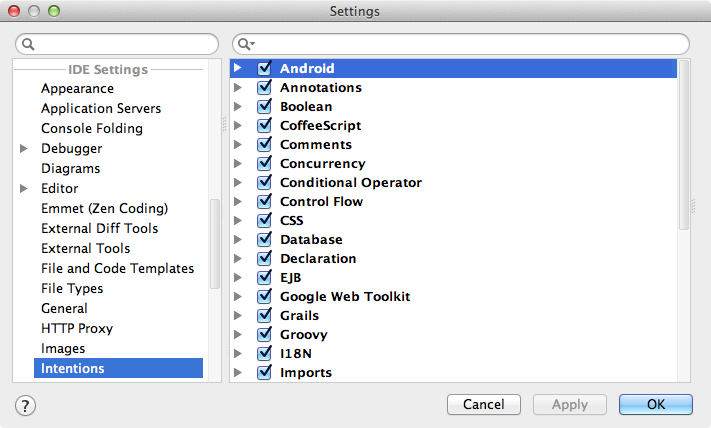 Settings
IDE Settings
Appearance
Application Servers
Console Folding
Debugger
Diagrams
Editor
Emmet (Zen Coding)
External Diff Tools
External Tools
File and Code Templates
File Types
General
HTTP Proxy
Images
Intentions
Android
Annotations
Boolean
CoffeeScript
Comments
Concurrency
Conditional Operator
Control Flow
CSS
Database
Declaration
EJB
Google Web Toolkit
Grails
Groovy
I18N
Imports
?
Cancel
Apply
OK